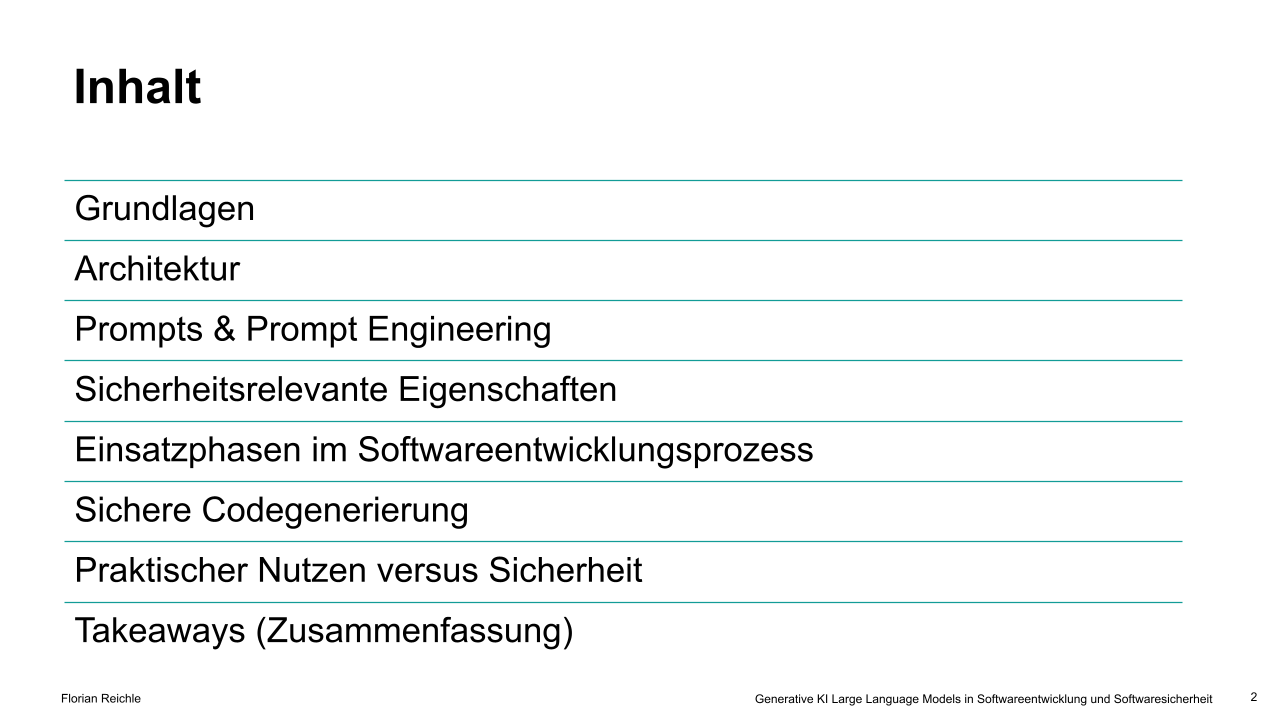 Inhalt
Grundlagen
Architektur
Prompts & Prompt Engineering
Sicherheitsrelevante Eigenschaften
Einsatzphasen im Softwareentwicklungsprozess
Sichere Codegenerierung
Praktischer Nutzen versus Sicherheit
Takeaways (Zusammenfassung)
Florian Reichle
Generative KI Large Language Models in Softwareentwicklung und Softwaresicherheit
2